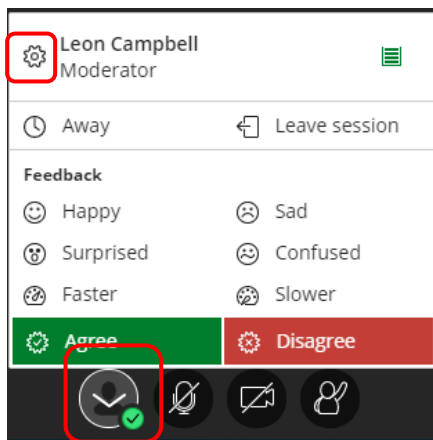 Leon Campbell
Moderator
Away Leave session
Feedback
Happy Sad
Surprised Confused
Faster Slower
Agree Disagree